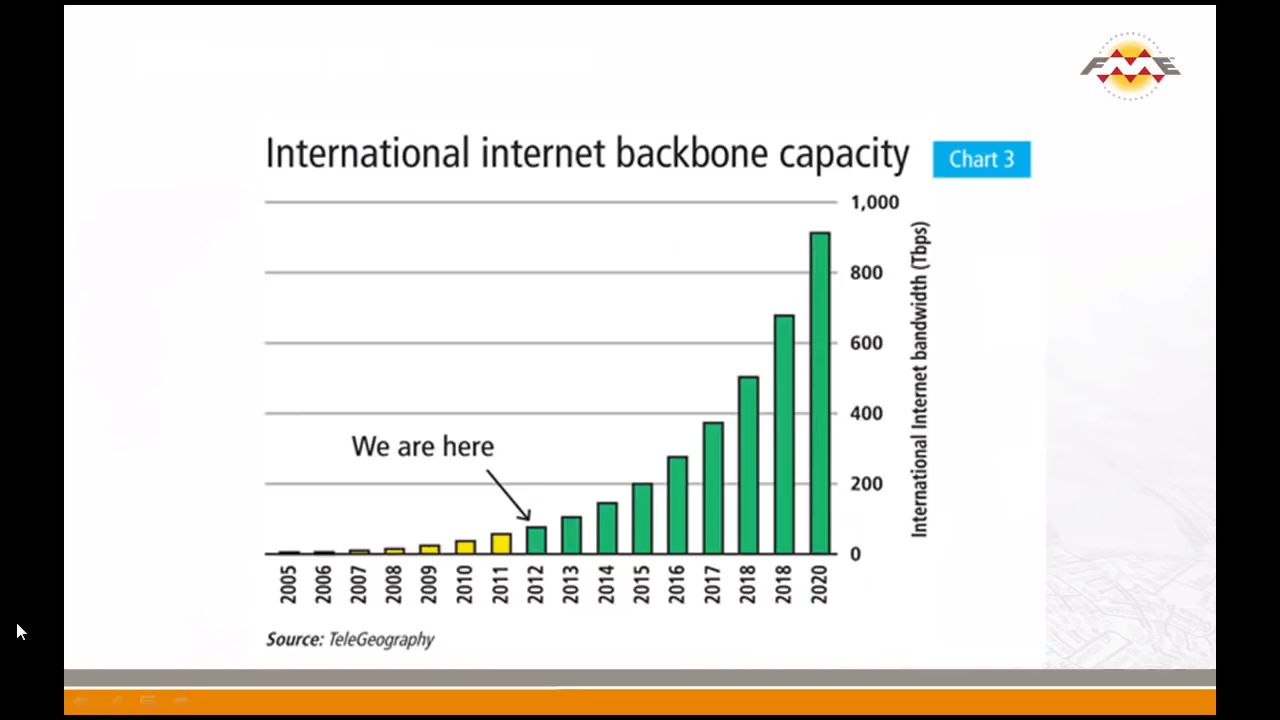 FME
International internet backbone capacity
Chart 3
1,000
800
600
400
200
0
International Internet bandwidth (Tbps)
We are here
2005 2006 2007 2008 2009 2010 2011 2012 2013 2014 2015 2016 2017 2018 2018 2020
Source: TeleGeography